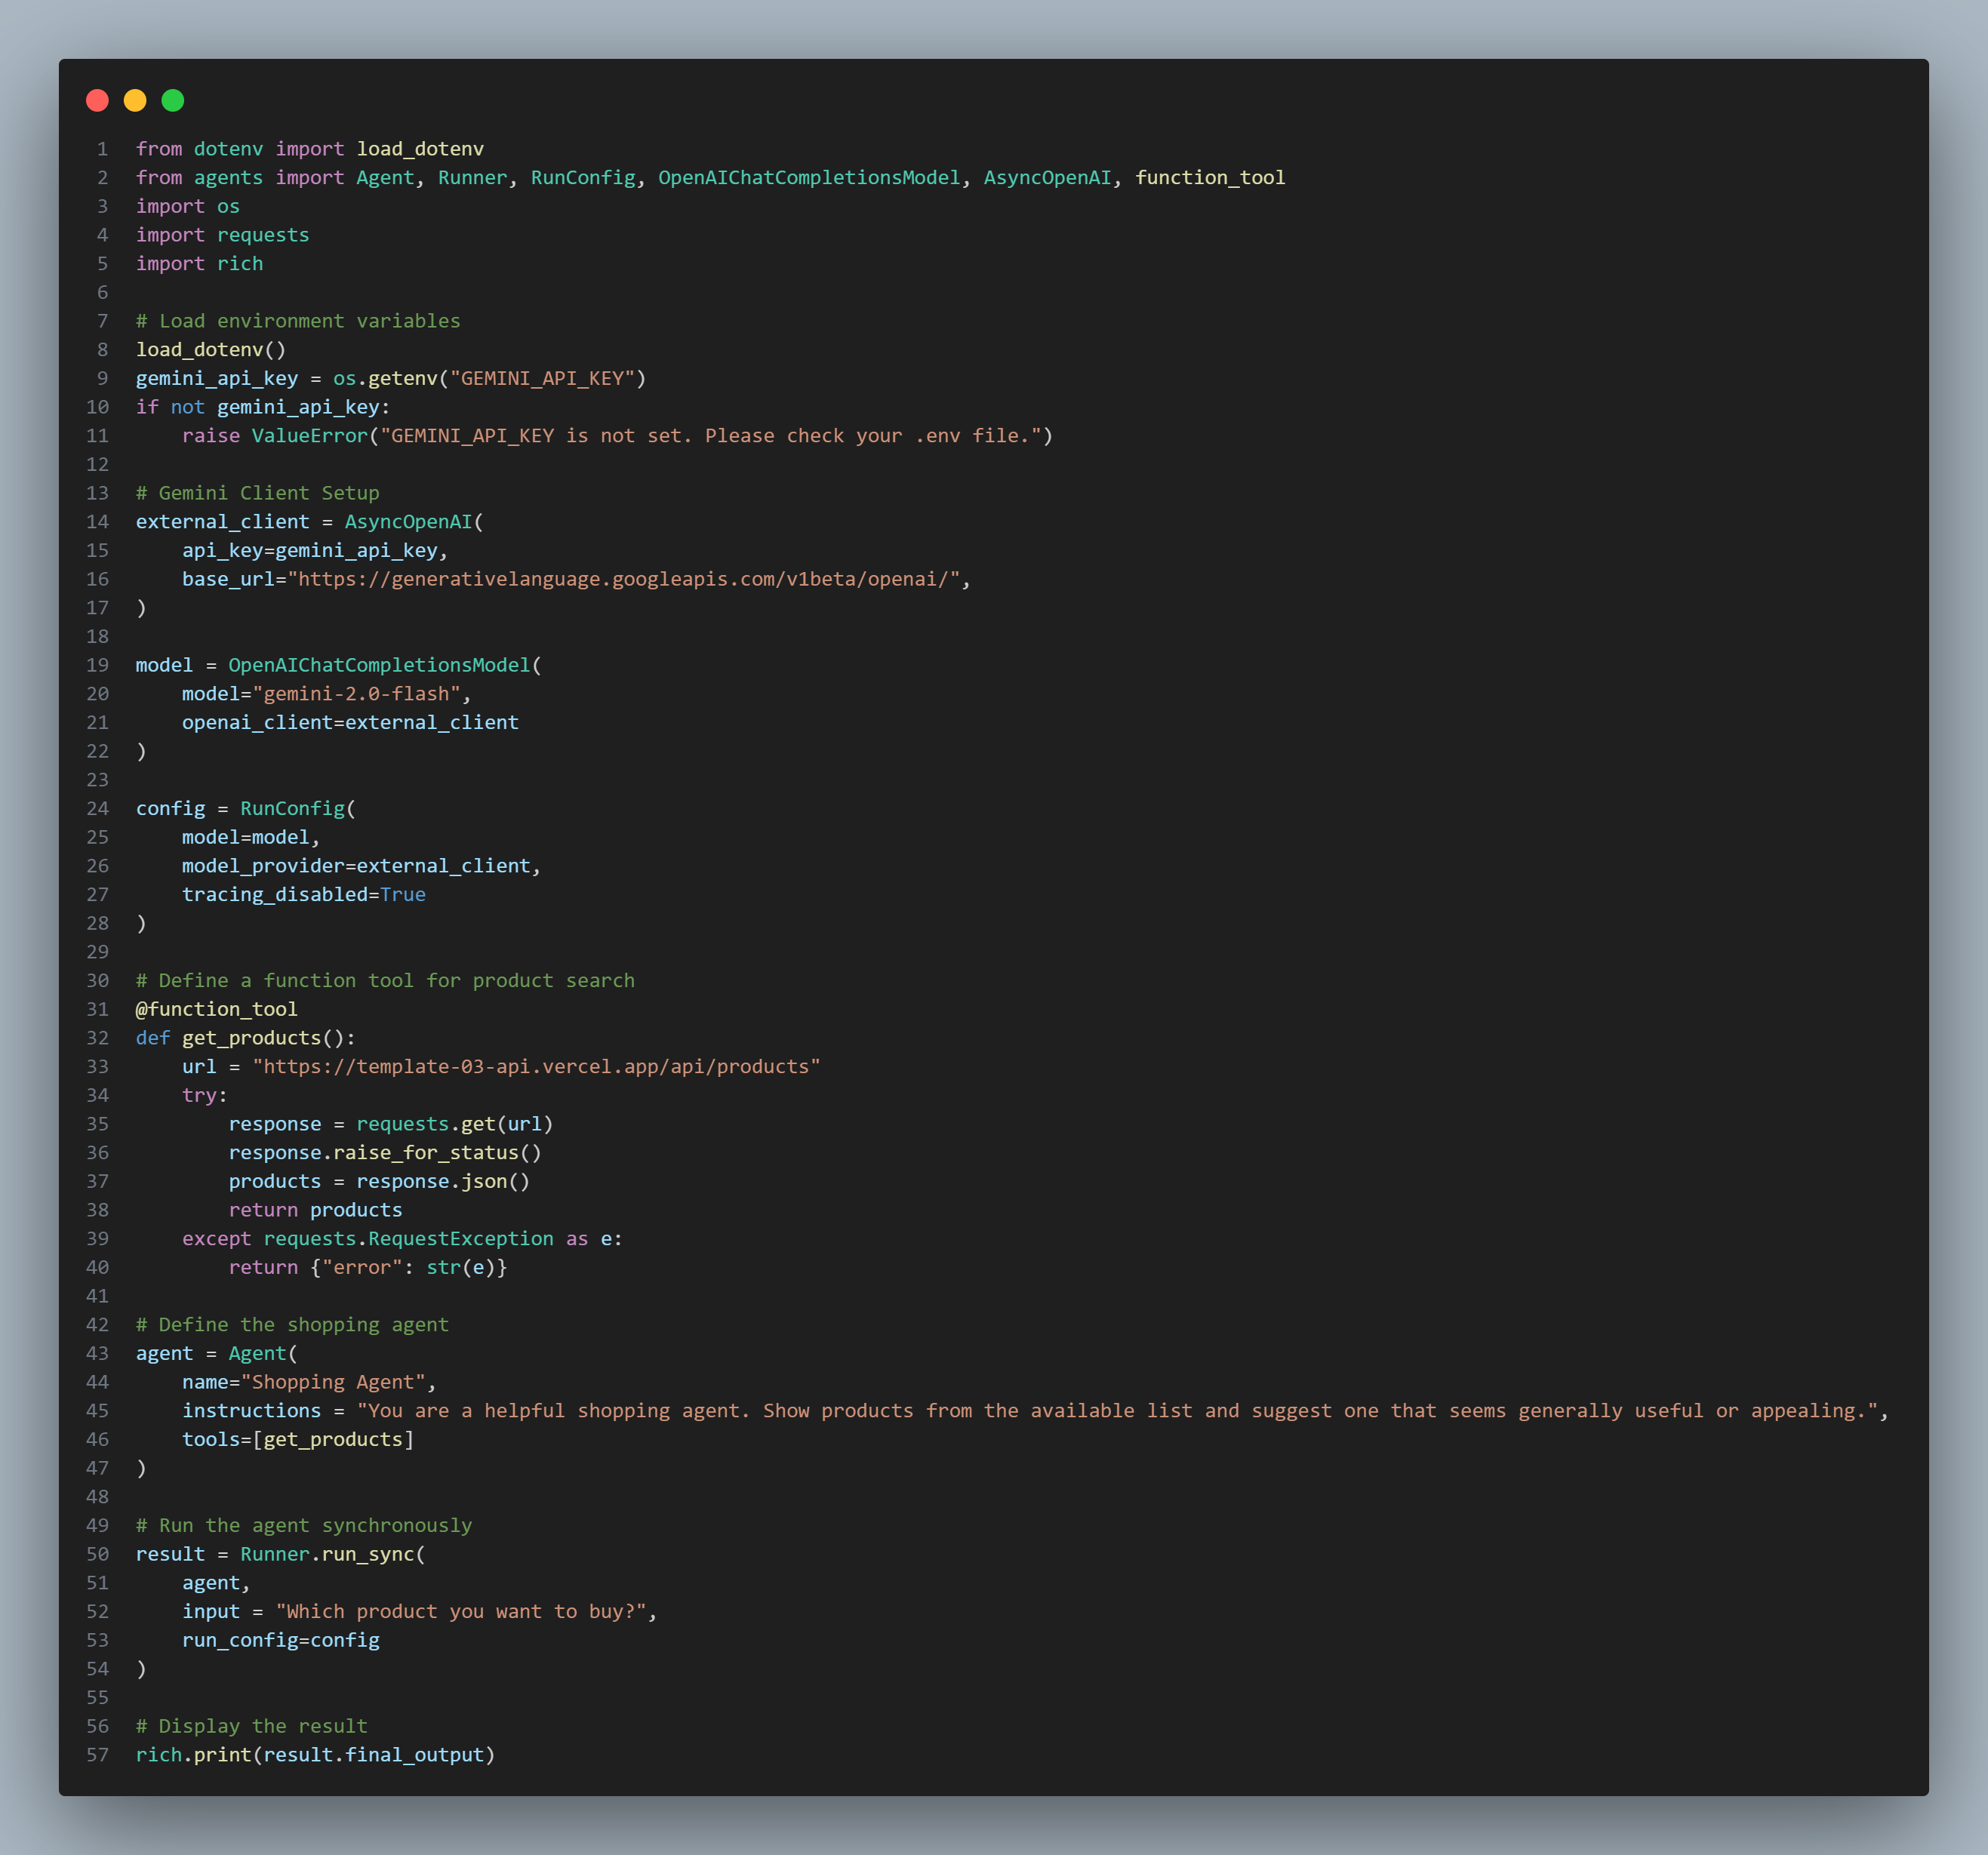 1 from dotenv import load_dotenv
2 from agents import Agent, Runner, RunConfig, OpenAIChatCompletionsModel, AsyncOpenAI, function_tool
3 import os
4 import requests
5 import rich
6
7 # Load environment variables
8 load_dotenv()
9 gemini_api_key = os.getenv("GEMINI_API_KEY")
10 if not gemini_api_key:
11     raise ValueError("GEMINI_API_KEY is not set. Please check your .env file.")
12
13 # Gemini Client Setup
14 external_client = AsyncOpenAI(
15     api_key=gemini_api_key,
16     base_url="https://generativelanguage.googleapis.com/v1beta/openai/",
17 )
18
19 model = OpenAIChatCompletionsModel(
20     model="gemini-2.0-flash",
21     openai_client=external_client
22 )
23
24 config = RunConfig(
25     model=model,
26     model_provider=external_client,
27     tracing_disabled=True
28 )
29
30 # Define a function tool for product search
31 @function_tool
32 def get_products():
33     url = "https://template-03-api.vercel.app/api/products"
34     try:
35         response = requests.get(url)
36         response.raise_for_status()
37         products = response.json()
38         return products
39     except requests.RequestException as e:
40         return {"error": str(e)}
41
42 # Define the shopping agent
43 agent = Agent(
44     name="Shopping Agent",
45     instructions = "You are a helpful shopping agent. Show products from the available list and suggest one that seems generally useful or appealing.",
46     tools=[get_products]
47 )
48
49 # Run the agent synchronously
50 result = Runner.run_sync(
51     agent,
52     input = "Which product you want to buy?",
53     run_config=config
54 )
55
56 # Display the result
57 rich.print(result.final_output)